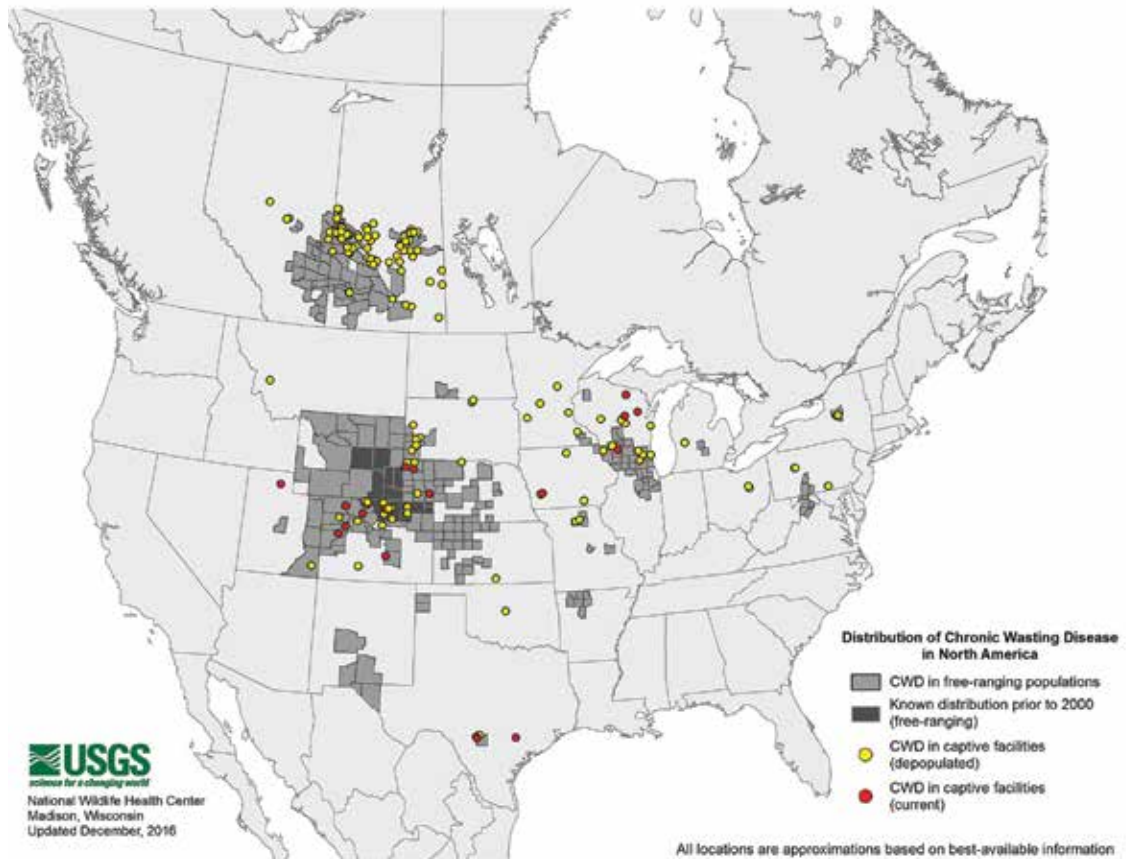 Distribution of Chronic Wasting Disease
in North America
CWD in free-ranging populations
Known distribution prior to 2000
(free-ranging)
CWD in captive facilities
(depopulated)
CWD in captive facilities
(current)
USGS
science for a changing world
National Wildlife Health Center
Madison, Wisconsin
Updated December, 2016
All locations are approximations based on best-available information